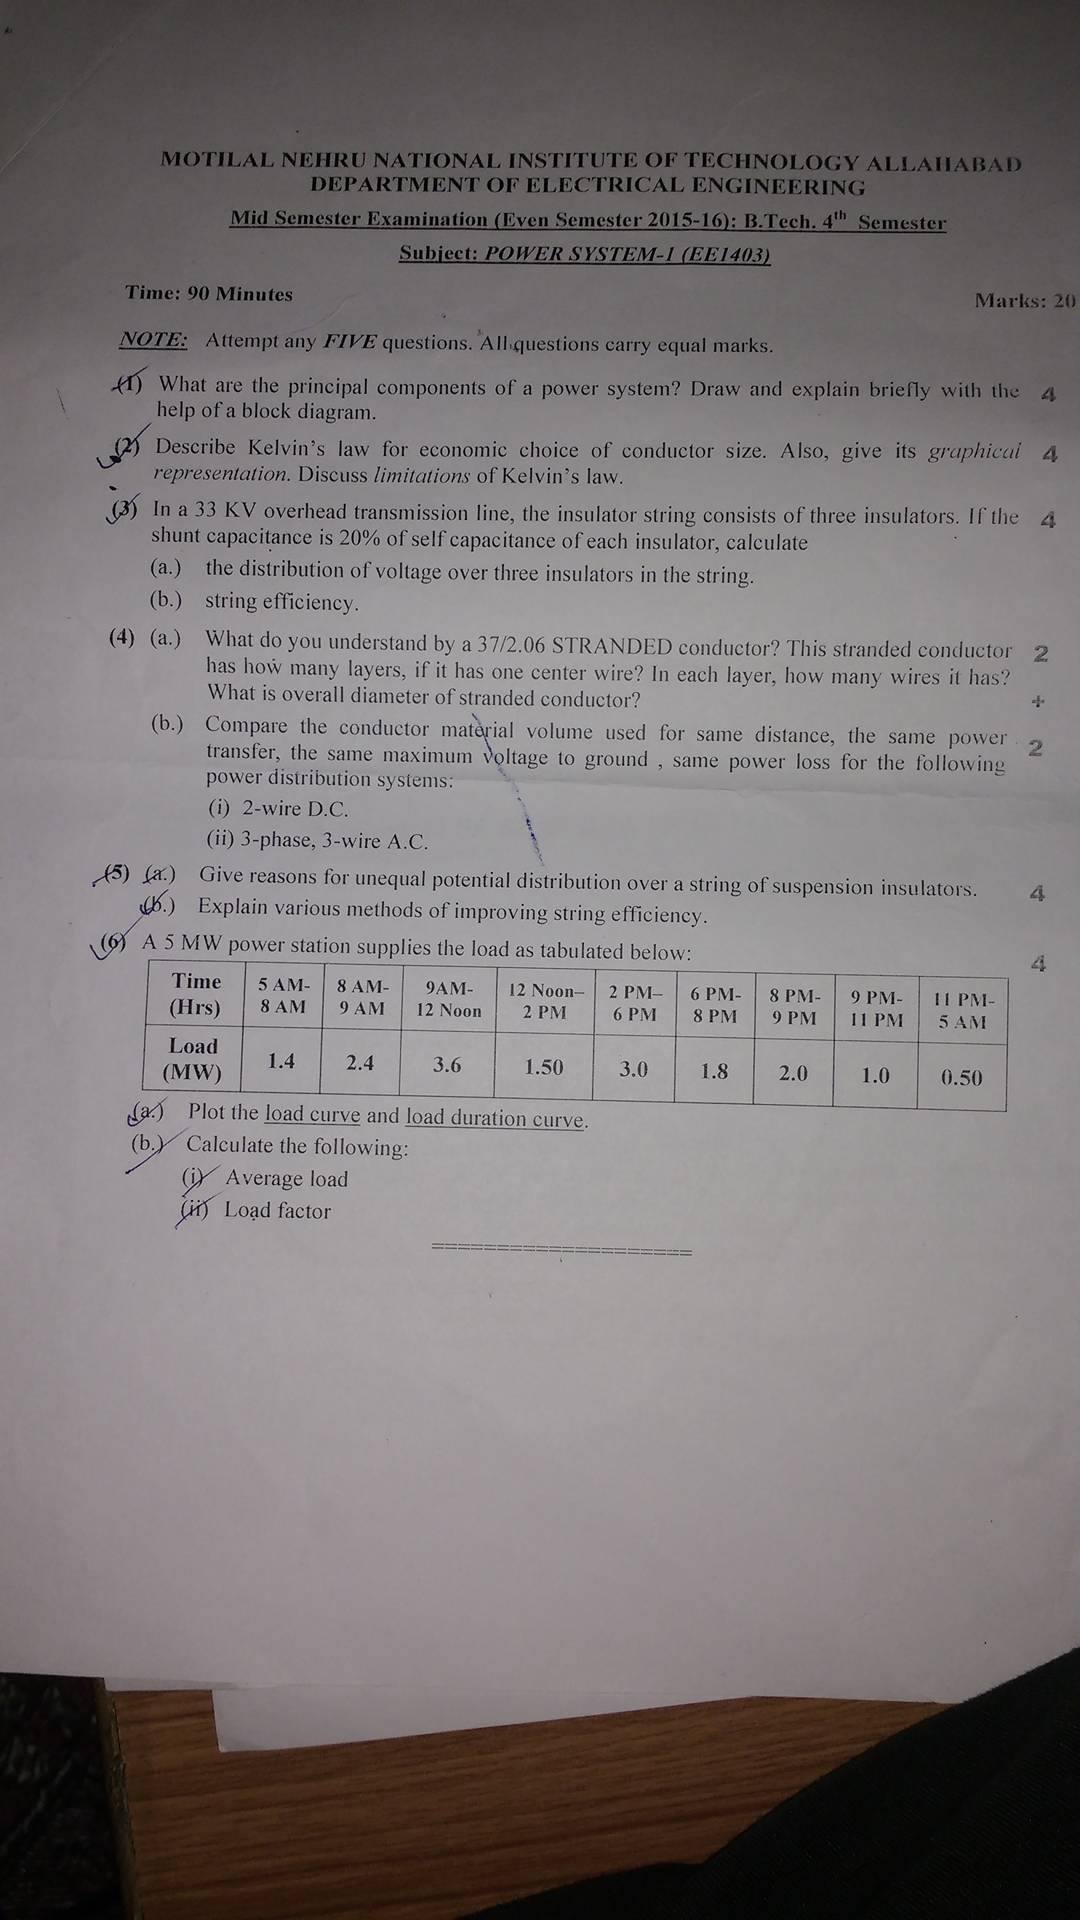 MOTILAL NEHRU NATIONAL INSTITUTE OF TECHNOLOGY ALLAHABAD
DEPARTMENT OF ELECTRICAL ENGINEERING
Mid Semester Examination (Even Semester 2015-16): B.Tech. 4th Semester
Subject: POWER SYSTEM-1 (EE1403)
Time: 90 Minutes Marks: 20
NOTE: Attempt any FIVE questions. All questions carry equal marks.
(1) What are the principal components of a power system? Draw and explain briefly with the 4
help of a block diagram.
(2) Describe Kelvin's law for economic choice of conductor size. Also, give its graphical 4
representation. Discuss limitations of Kelvin's law.
(3) In a 33 KV overhead transmission line, the insulator string consists of three insulators. If the 4
shunt capacitance is 20% of self capacitance of each insulator, calculate
(a.) the distribution of voltage over three insulators in the string.
(b.) string efficiency.
(4) (a.) What do you understand by a 37/2.06 STRANDED conductor? This stranded conductor 2
has how many layers, if it has one center wire? In each layer, how many wires it has?
What is overall diameter of stranded conductor? +
(b.) Compare the conductor material volume used for same distance, the same power 2
transfer, the same maximum voltage to ground , same power loss for the following
power distribution systems:
(i) 2-wire D.C.
(ii) 3-phase, 3-wire A.C.
(5) (a.) Give reasons for unequal potential distribution over a string of suspension insulators. 4
(b.) Explain various methods of improving string efficiency.
(6) A 5 MW power station supplies the load as tabulated below: 4
Time 5 AM- 8 AM- 9AM- 12 Noon– 2 PM– 6 PM- 8 PM- 9 PM- 11 PM-
(Hrs) 8 AM 9 AM 12 Noon 2 PM 6 PM 8 PM 9 PM 11 PM 5 AM
Load
(MW) 1.4 2.4 3.6 1.50 3.0 1.8 2.0 1.0 0.50
(a.) Plot the load curve and load duration curve.
(b.) Calculate the following:
(i) Average load
(ii) Load factor
====================